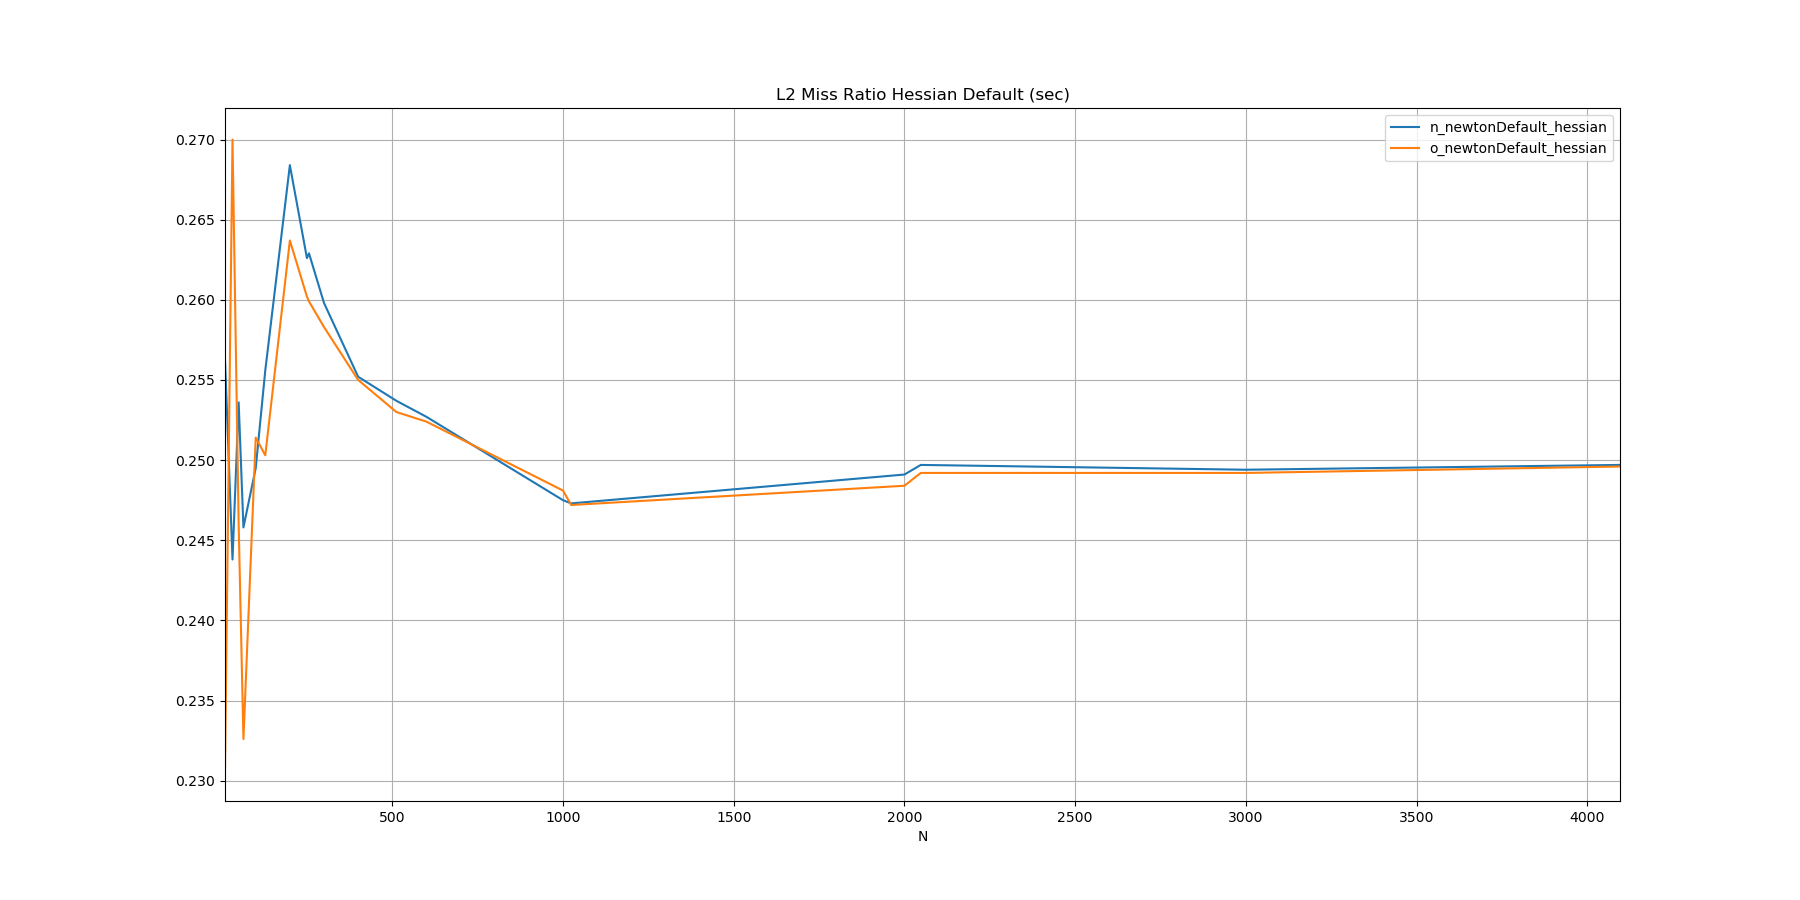 L2 Miss Ratio Hessian Default (sec)
n_newtonDefault_hessian
o_newtonDefault_hessian
0.270
0.265
0.260
0.255
0.250
0.245
0.240
0.235
0.230
500 1000 1500 2000 2500 3000 3500 4000
N